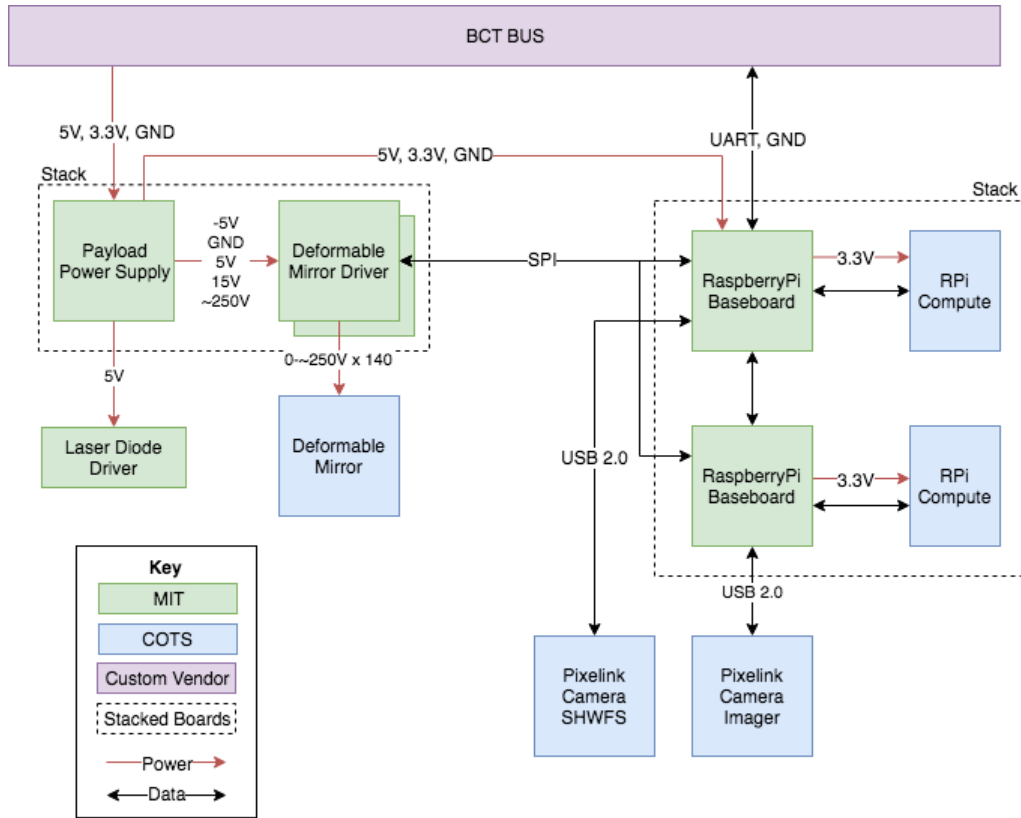 BCT BUS
5V, 3.3V, GND
UART, GND
5V, 3.3V, GND
Stack
Stack
Payload
Power Supply
-5V
GND
5V
15V
~250V
Deformable
Mirror Driver
SPI
RaspberryPi
Baseboard
3.3V
RPi
Compute
5V
0-~250V x 140
Laser Diode
Driver
Deformable
Mirror
USB 2.0
RaspberryPi
Baseboard
3.3V
RPi
Compute
USB 2.0
Pixelink
Camera
SHWFS
Pixelink
Camera
Imager
Key
MIT
COTS
Custom Vendor
Stacked Boards
Power
Data